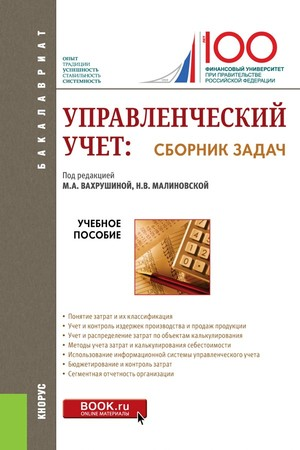 БАКАЛАВРИАТ
ОПЫТ
ТРАДИЦИИ
УСПЕШНОСТЬ
СТАБИЛЬНОСТЬ
СИСТЕМНОСТЬ
100
ЛЕТ
ФИНАНСОВЫЙ УНИВЕРСИТЕТ
ПРИ ПРАВИТЕЛЬСТВЕ
РОССИЙСКОЙ ФЕДЕРАЦИИ
УПРАВЛЕНЧЕСКИЙ
УЧЕТ: СБОРНИК ЗАДАЧ
Под редакцией
М.А. ВАХРУШИНОЙ, Н.В. МАЛИНОВСКОЙ
УЧЕБНОЕ
ПОСОБИЕ
• Понятие затрат и их классификация
• Учет и контроль издержек производства и продаж продукции
• Учет и распределение затрат по объектам калькулирования
• Методы учета затрат и калькулирования себестоимости
• Использование информационной системы управленческого учета
• Бюджетирование и контроль затрат
• Сегментная отчетность организации
BOOK.ru
ONLINE МАТЕРИАЛЫ
КНОРУС